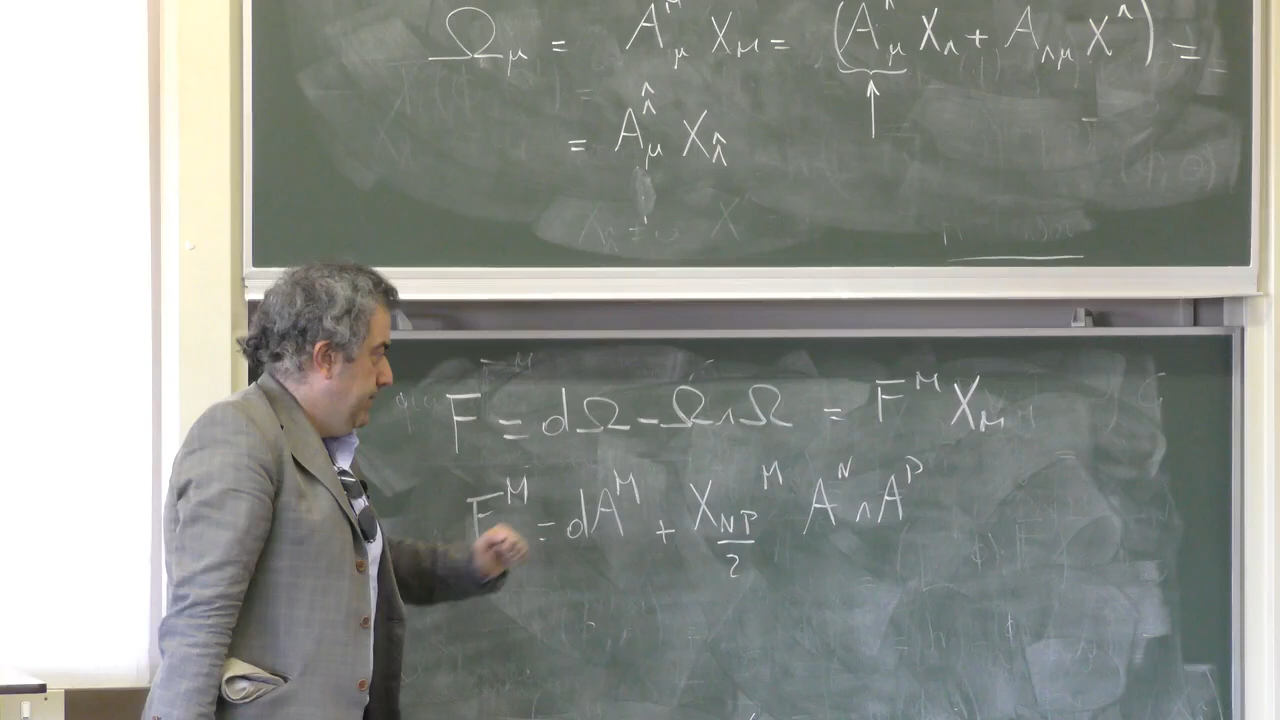 Ω_μ = A^M_μ X_M = (A^Λ_μ X_Λ + A_Λμ X^Λ) =
= A^Λ̂_μ X_Λ̂
F = dΩ - Ω∧Ω = F^M X_M
F^M = dA^M + X_NP^M/2 A^N ∧ A^P